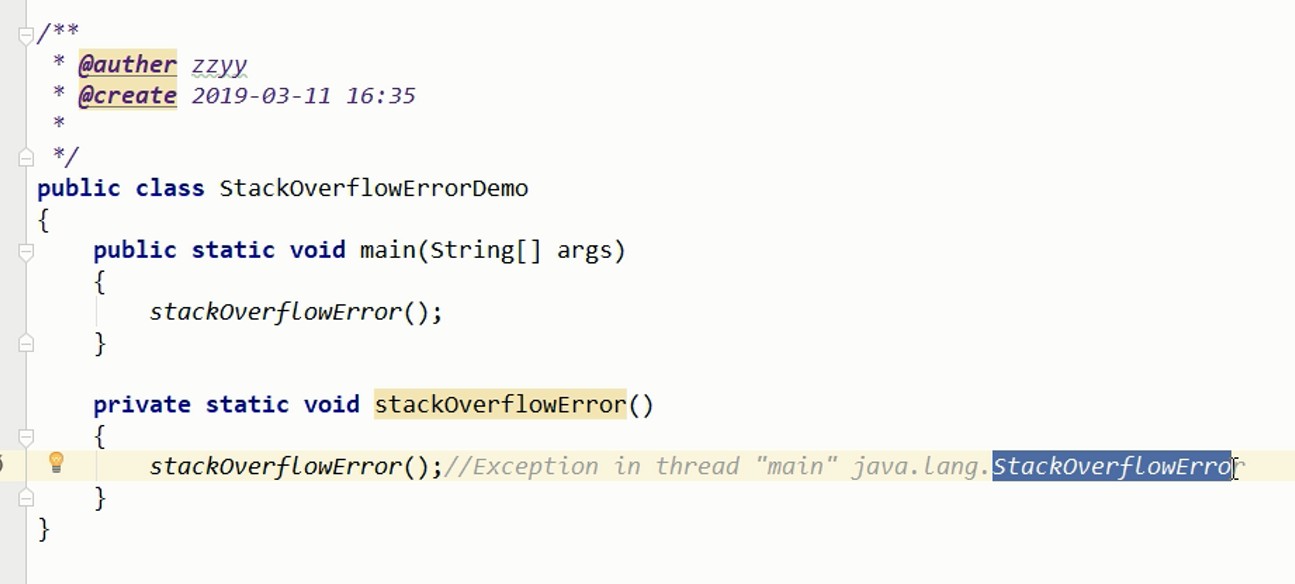 /**
 * @auther zzyy
 * @create 2019-03-11 16:35
 *
 */
public class StackOverflowErrorDemo
{
    public static void main(String[] args)
    {
        stackOverflowError();
    }

    private static void stackOverflowError()
    {
        stackOverflowError();//Exception in thread "main" java.lang.StackOverflowError
    }
}